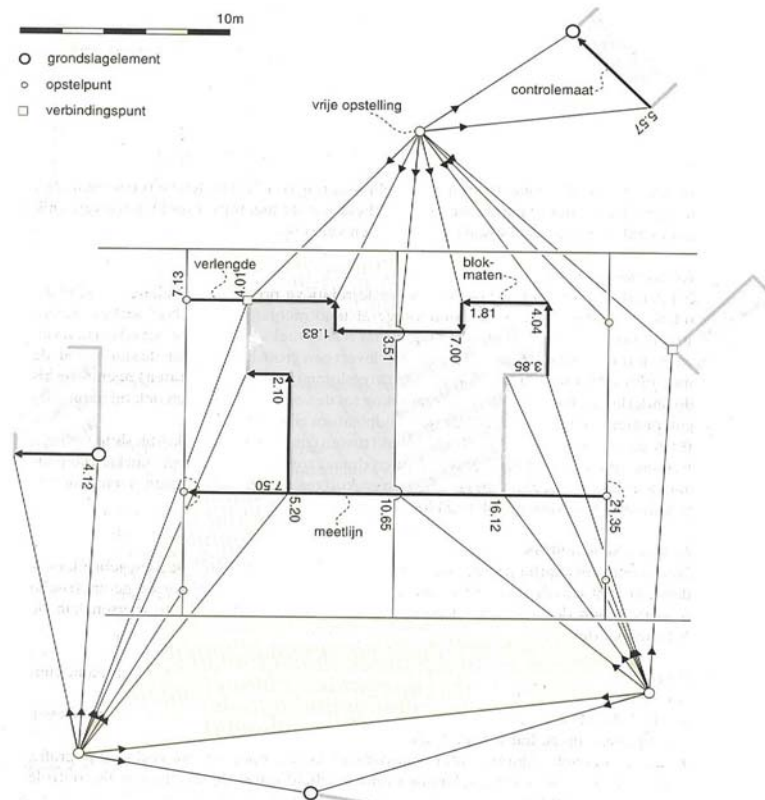 10m
grondslagelement
opstelpunt
verbindingspunt
vrije opstelling
controlemaat
5.57
verlengde
blok-
maten
7.13
4.01
1.83
3.51
1.81
7.00
4.04
3.85
2.10
4.12
7.50
5.20
meetlijn
10.65
16.12
21.35